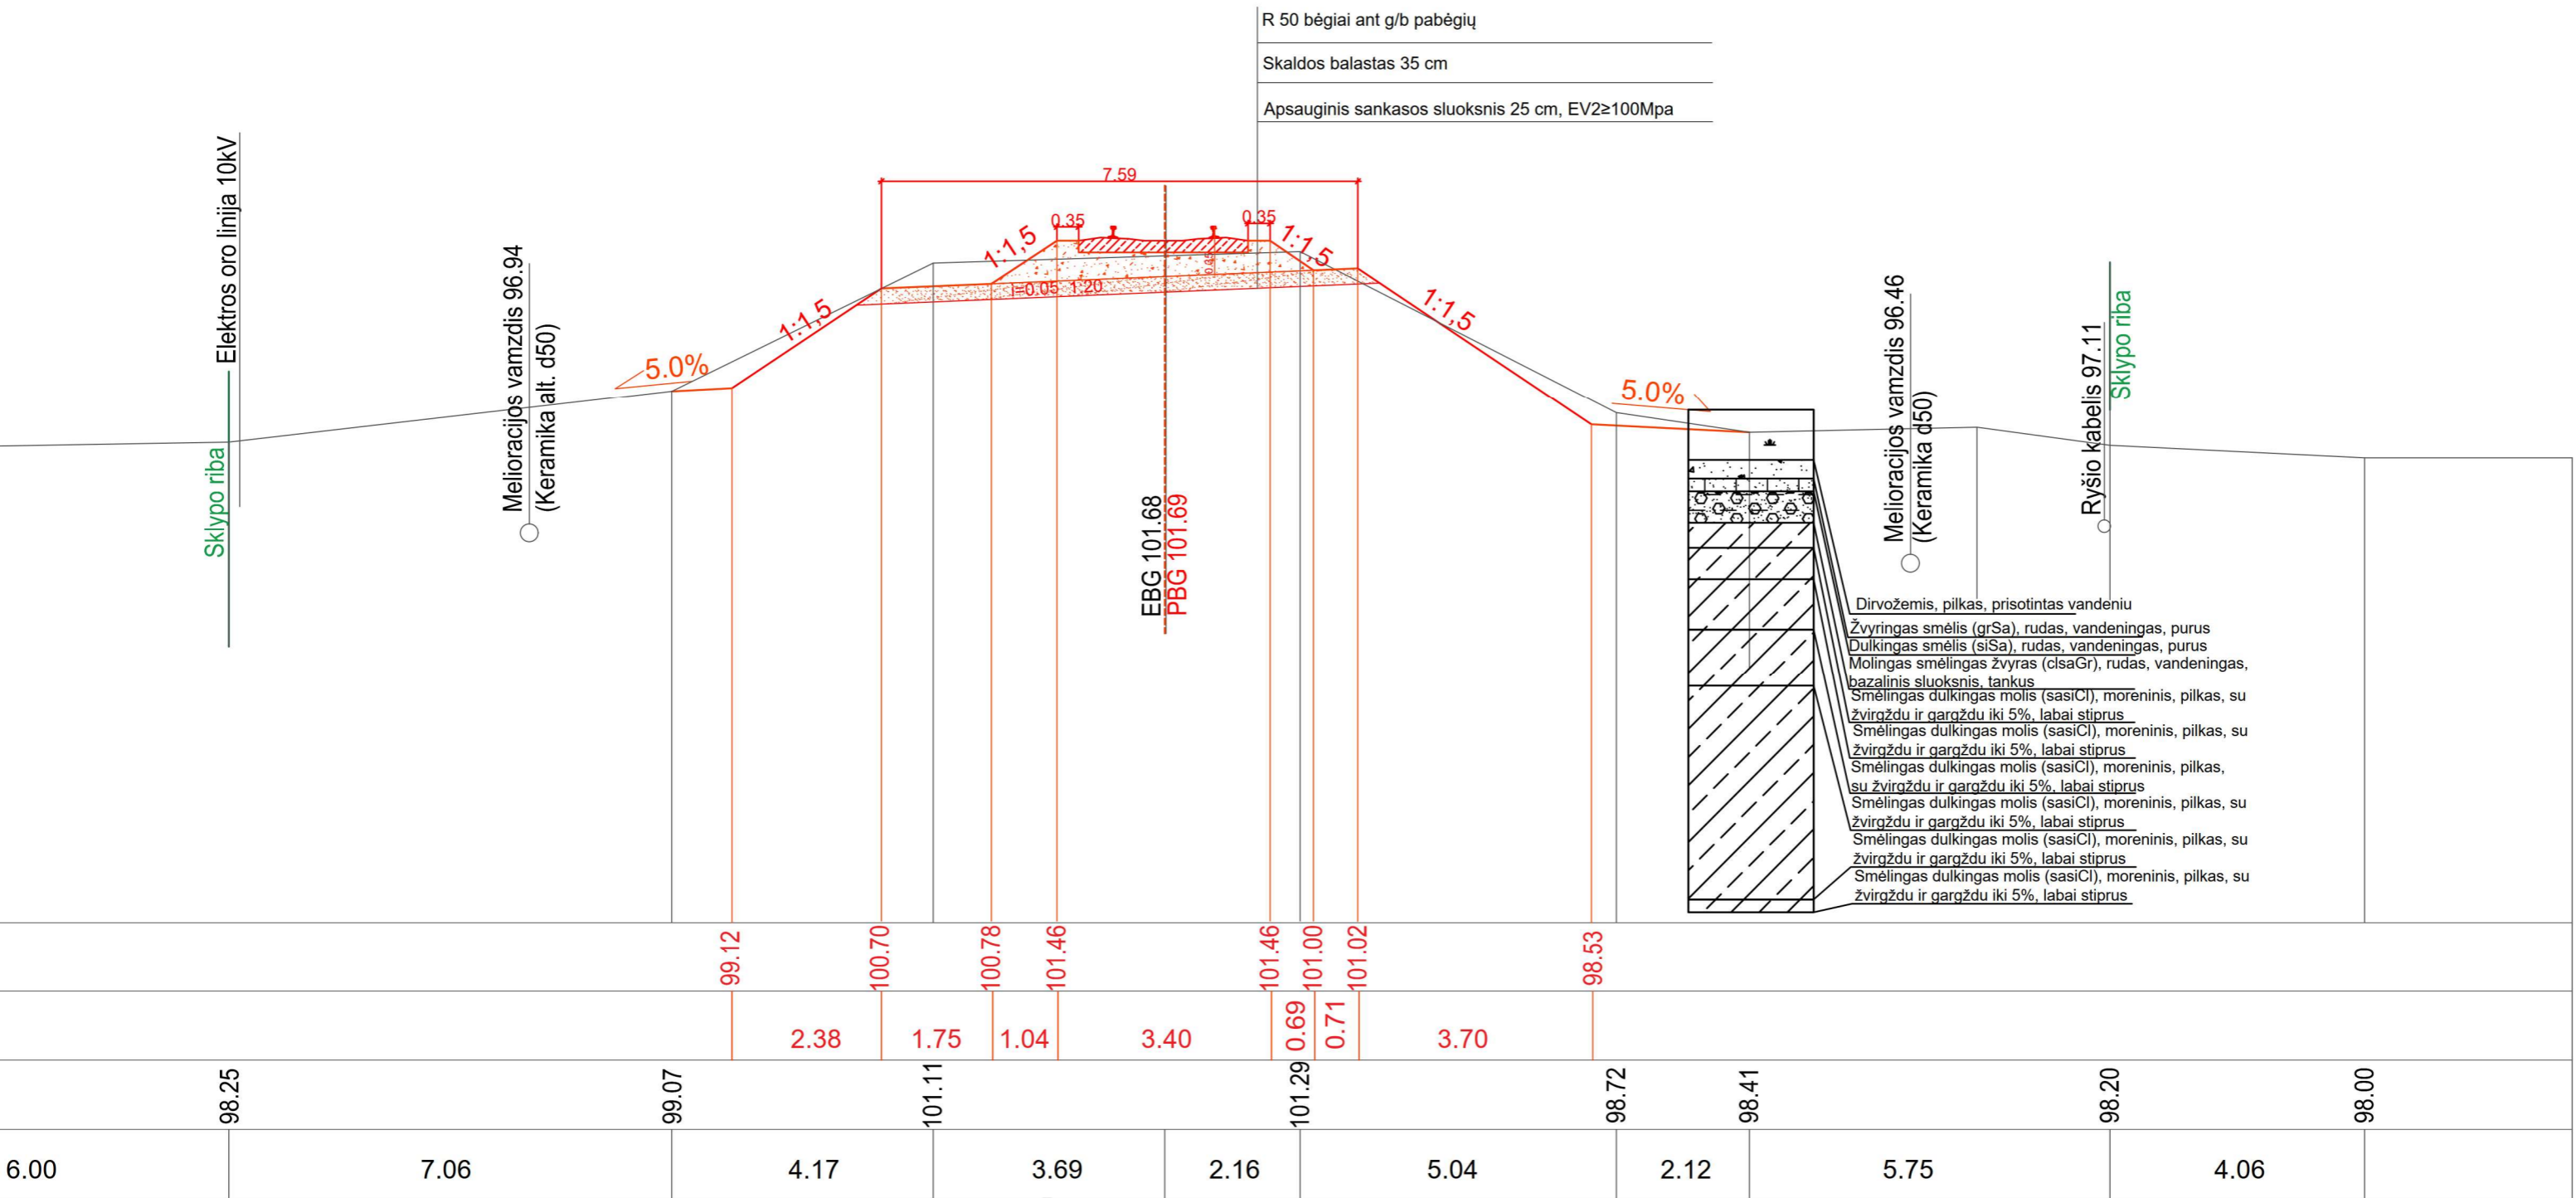 R 50 bėgiai ant g/b pabėgių
Skaldos balastas 35 cm
Apsauginis sankasos sluoksnis 25 cm, EV2≥100Mpa
Elektros oro linija 10kV
Sklypo riba
Melioracijos vamzdis 96.94
(Keramika alt. d50)
7.59
0.35
0.35
1:1,5
1:1,5
1:1,5
1:1,5
0.35
i=0.05 1.20
5.0%
5.0%
EBG 101.68
PBG 101.69
Melioracijos vamzdis 96.46
(Keramika d50)
Ryšio kabelis 97.11
Sklypo riba
Dirvožemis, pilkas, prisotintas vandeniu
Žvyringas smėlis (grSa), rudas, vandeningas, purus
Dulkingas smėlis (siSa), rudas, vandeningas, purus
Molingas smėlingas žvyras (clsaGr), rudas, vandeningas,
bazalinis sluoksnis, tankus
Smėlingas dulkingas molis (sasiCl), moreninis, pilkas, su
žvirgždu ir gargždu iki 5%, labai stiprus
Smėlingas dulkingas molis (sasiCl), moreninis, pilkas, su
žvirgždu ir gargždu iki 5%, labai stiprus
Smėlingas dulkingas molis (sasiCl), moreninis, pilkas,
su žvirgždu ir gargždu iki 5%, labai stiprus
Smėlingas dulkingas molis (sasiCl), moreninis, pilkas, su
žvirgždu ir gargždu iki 5%, labai stiprus
Smėlingas dulkingas molis (sasiCl), moreninis, pilkas, su
žvirgždu ir gargždu iki 5%, labai stiprus
Smėlingas dulkingas molis (sasiCl), moreninis, pilkas, su
žvirgždu ir gargždu iki 5%, labai stiprus
99.12 100.70 100.78 101.46 101.46 101.00 101.02 98.53
2.38 1.75 1.04 3.40 0.69 0.71 3.70
98.25 99.07 101.11 101.29 98.72 98.41 98.20 98.00
6.00 7.06 4.17 3.69 2.16 5.04 2.12 5.75 4.06